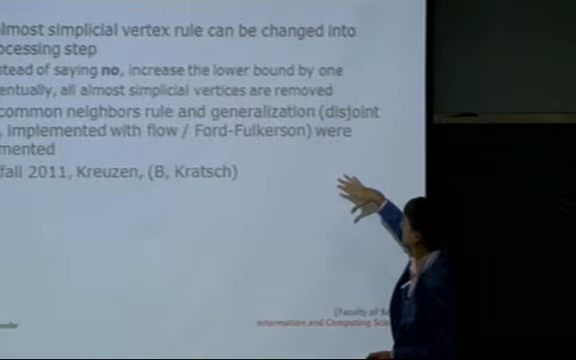 almost simplicial vertex rule can be changed into
ocessing step
stead of saying no, increase the lower bound by one
entually, all almost simplicial vertices are removed
common neighbors rule and generalization (disjoint
, implemented with flow / Ford-Fulkerson) were
mented
fall 2011, Kreuzen, (B, Kratsch)
[Faculty of
Information and Computing